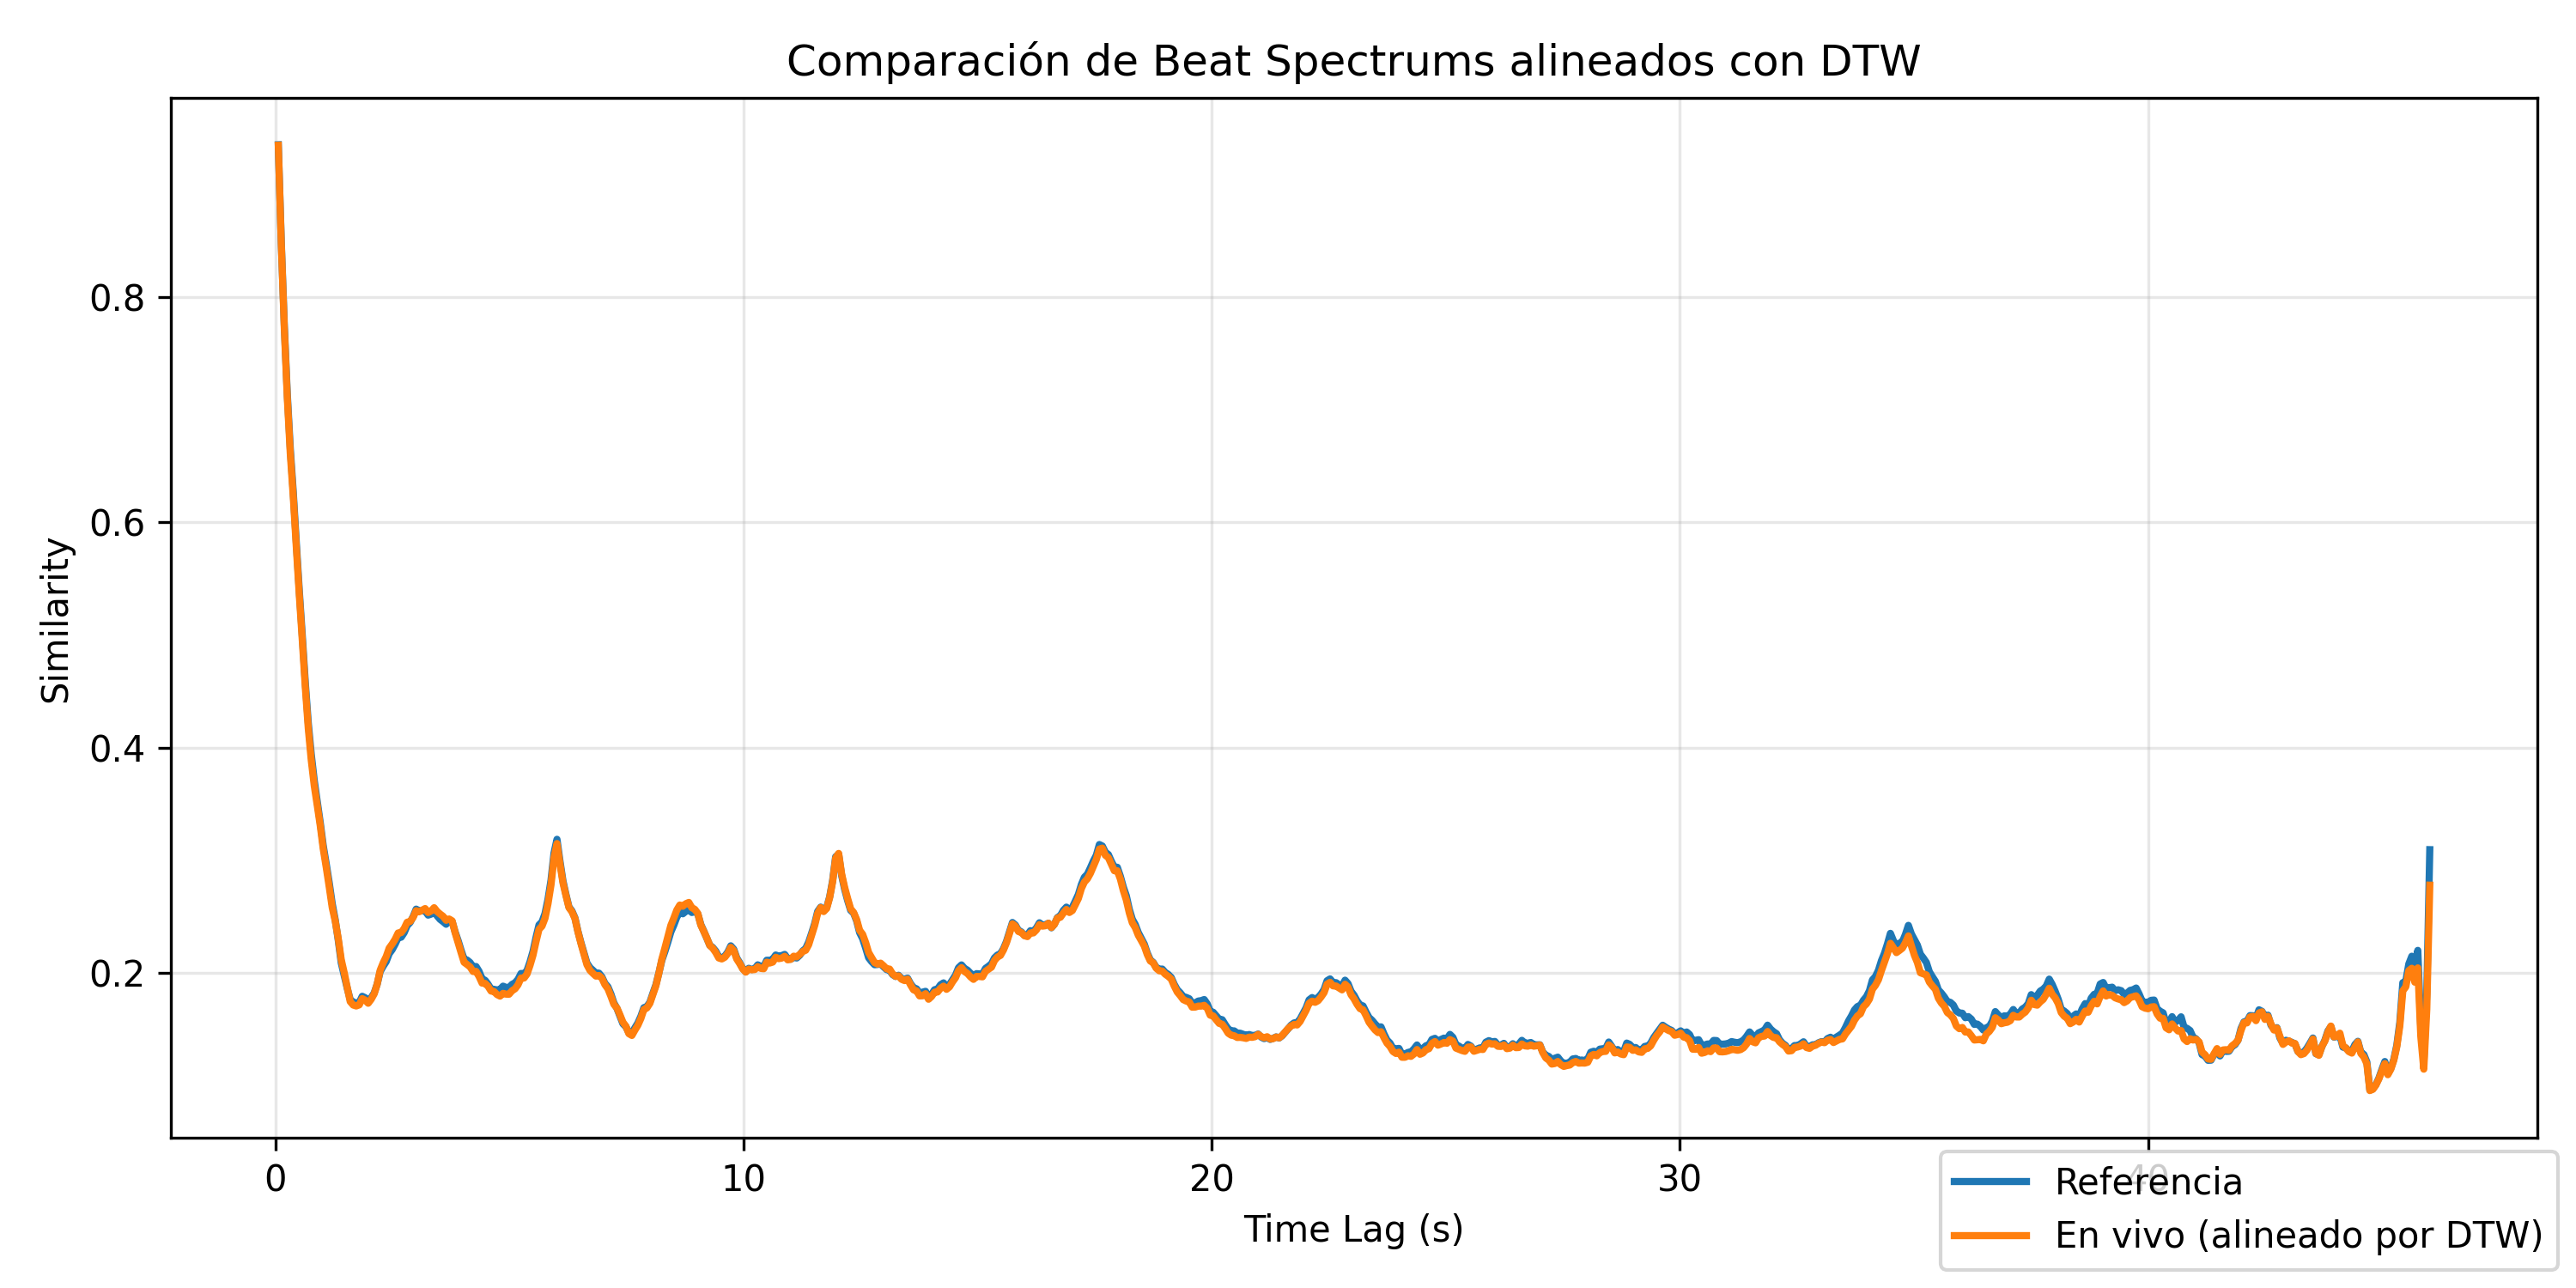 Comparación de Beat Spectrums alineados con DTW
Similarity
0.8
0.6
0.4
0.2
0 10 20 30 40
Time Lag (s)
Referencia
En vivo (alineado por DTW)